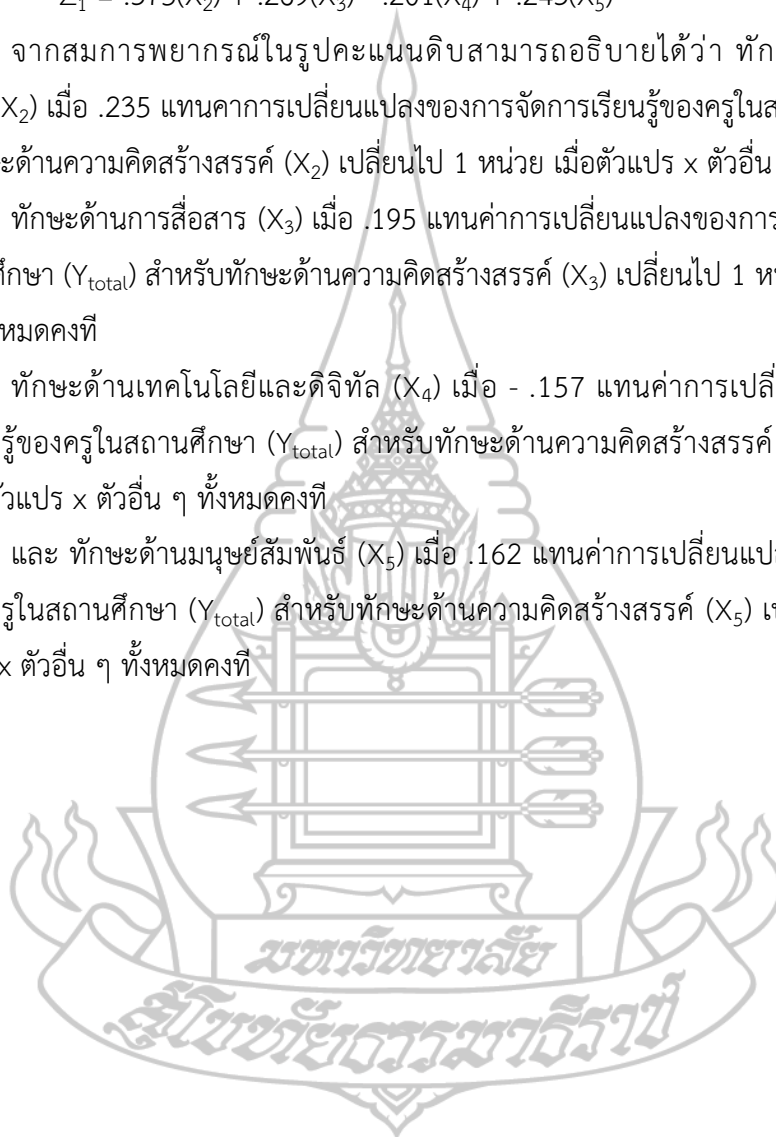 จากสมการพยากรณ์ในรูปคะแนนดิบสามารถอธิบายได้ว่า ทัก
X₂) เมื่อ .235 แทนคาการเปลี่ยนแปลงของการจัดการเรียนรู้ของครูในส
ะด้านความคิดสร้างสรรค์ (X₂) เปลี่ยนไป 1 หน่วย เมื่อตัวแปร x ตัวอื่น
ทักษะด้านการสื่อสาร (X₃) เมื่อ .195 แทนค่าการเปลี่ยนแปลงของการ
ศึกษา (Y_total) สำหรับทักษะด้านความคิดสร้างสรรค์ (X₃) เปลี่ยนไป 1 ห
หมดคงที่
ทักษะด้านเทคโนโลยีและดิจิทัล (X₄) เมื่อ - .157 แทนค่าการเปลี่
รู้ของครูในสถานศึกษา (Y_total) สำหรับทักษะด้านความคิดสร้างสรรค์
ัวแปร x ตัวอื่น ๆ ทั้งหมดคงที่
และ ทักษะด้านมนุษย์สัมพันธ์ (X₅) เมื่อ .162 แทนค่าการเปลี่ยนแป
รูในสถานศึกษา (Y_total) สำหรับทักษะด้านความคิดสร้างสรรค์ (X₅) เ
x ตัวอื่น ๆ ทั้งหมดคงที่
มหาวิทยาลัย
สุโขทัยธรรมาธิราช